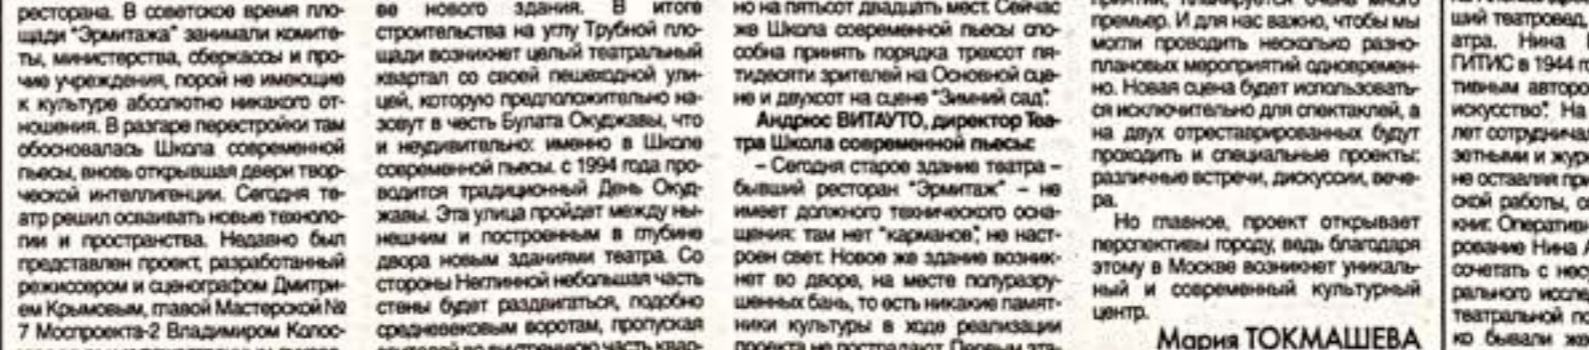 ресторана. В советское время пло-
щади "Эрмитажа" занимали комите-
ты, министерства, сберкассы и про-
чие учреждения, порой не имеющие
к культуре абсолютно никакого от-
ношения. В разгаре перестройки там
обосновалась Школа современной
пьесы, вновь открывшая двери твор-
ческой интеллигенции. Сегодня те-
атр решил осваивать новые техноло-
гии и пространства. Недавно был
представлен проект, разработанный
режиссером и сценографом Дмитри-
ем Крымовым, главой Мастерской №
7 Моспроекта-2 Владимиром Колос-
ве нового здания. В итоге
строительства на углу Трубной пло-
щади возникнет целый театральный
квартал со своей пешеходной ули-
цей, которую предположительно на-
зовут в честь Булата Окуджавы, что
и неудивительно: именно в Школе
современной пьесы с 1994 года про-
водится традиционный День Окуд-
жавы. Эта улица пройдет между ны-
нешним и построенным в глубине
двора новым зданиями театра. Со
стороны Неглинной небольшая часть
стены будет раздвигаться, подобно
средневековым воротам, пропуская
но на пятьсот двадцать мест. Сейчас
же Школа современной пьесы спо-
собна принять порядка трехсот пя-
тидесяти зрителей на Основной сце-
не и двухсот на сцене "Зимний сад".
Андрюс ВИТАУТО, директор Теа-
тра Школа современной пьесы:
– Сегодня старое здание театра –
бывший ресторан "Эрмитаж" – не
имеет должного технического осна-
щения: там нет "карманов", не наст-
роен свет. Новое же здание возник-
нет во дворе, на месте полуразру-
шенных бань, то есть никакие памят-
ники культуры в ходе реализации
проекта не пострадают. Первым эта-
премьер. И для нас важно, чтобы мы
могли проводить несколько разно-
плановых мероприятий одновремен-
но. Новая сцена будет использовать-
ся исключительно для спектаклей, а
на двух отреставрированных будут
проходить и специальные проекты:
различные встречи, дискуссии, вече-
ра.
Но главное, проект открывает
перспективы городу, ведь благодаря
этому в Москве возникнет уникаль-
ный и современный культурный
центр.
Мария ТОКМАШЕВА
ший театровед,
атра. Нина
ГИТИС в 1944 г
тивным авторо
искусство". На
лет сотруднича
зетными и жур
не оставляя пр
ской работы, с
книг. Оператив
рование Нина
сочетать с нес
рального иссле
театральной по
ко бывали же